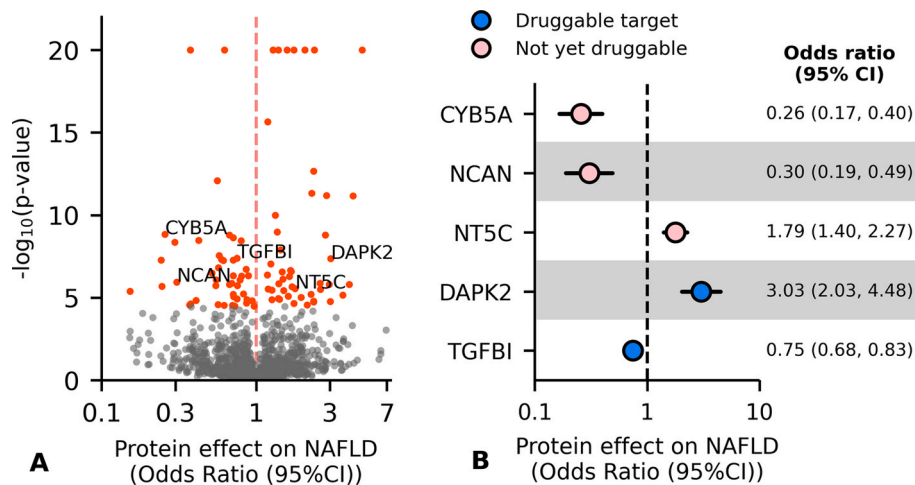 20
15
10
5
0
0.1
0.3
1
3
7
-log10(p-value)
CYB5A
TGFBI
DAPK2
NCAN
NT5C
Protein effect on NAFLD
(Odds Ratio (95%CI))
A
Druggable target
Not yet druggable
Odds ratio
(95% CI)
CYB5A
0.26 (0.17, 0.40)
NCAN
0.30 (0.19, 0.49)
NT5C
1.79 (1.40, 2.27)
DAPK2
3.03 (2.03, 4.48)
TGFBI
0.75 (0.68, 0.83)
0.1
1
10
Protein effect on NAFLD
(Odds Ratio (95%CI))
B